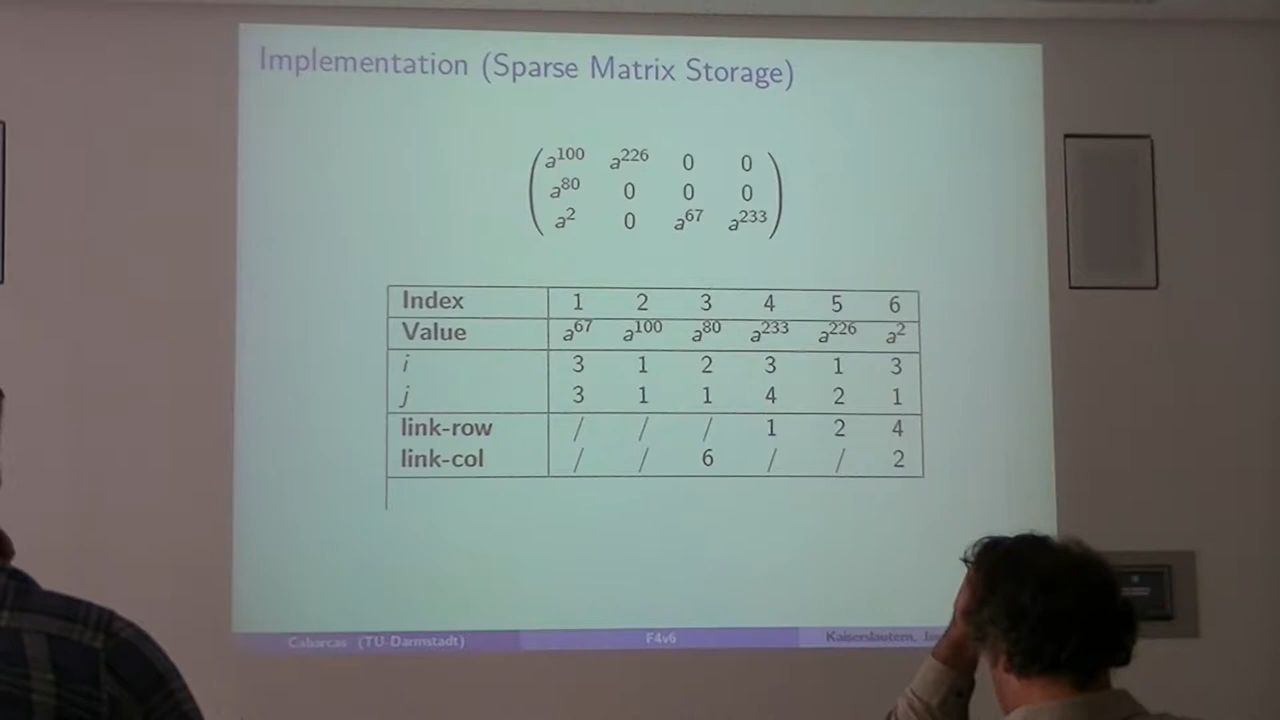 Implementation (Sparse Matrix Storage)
a^100 a^226 0 0
a^80 0 0 0
a^2 0 a^67 a^233
Index 1 2 3 4 5 6
Value a^67 a^100 a^80 a^233 a^226 a^2
i 3 1 2 3 1 3
j 3 1 1 4 2 1
link-row / / / 1 2 4
link-col / / 6 / / 2
Cabarcas (TU-Darmstadt) F4v6 Kaiserslautern,